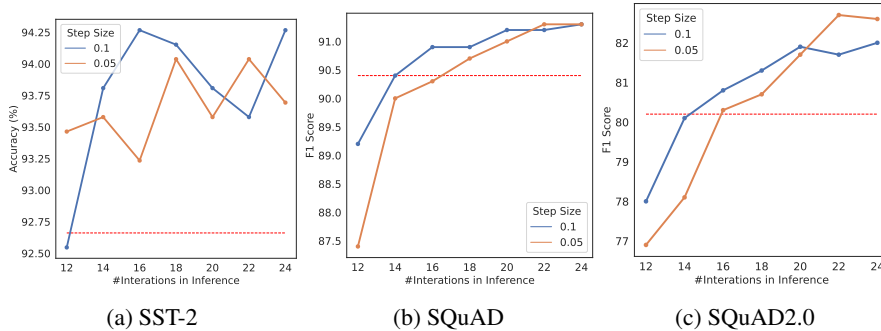 94.25
94.00
93.75
93.50
93.25
93.00
92.75
92.50
Accuracy (%)
Step Size
0.1
0.05
12 14 16 18 20 22 24
#Interations in Inference
(a) SST-2
91.0
90.5
90.0
89.5
89.0
88.5
88.0
87.5
F1 Score
Step Size
0.1
0.05
12 14 16 18 20 22 24
#Interations in Inference
(b) SQuAD
82
81
80
79
78
77
F1 Score
Step Size
0.1
0.05
12 14 16 18 20 22 24
#Interations in Inference
(c) SQuAD2.0